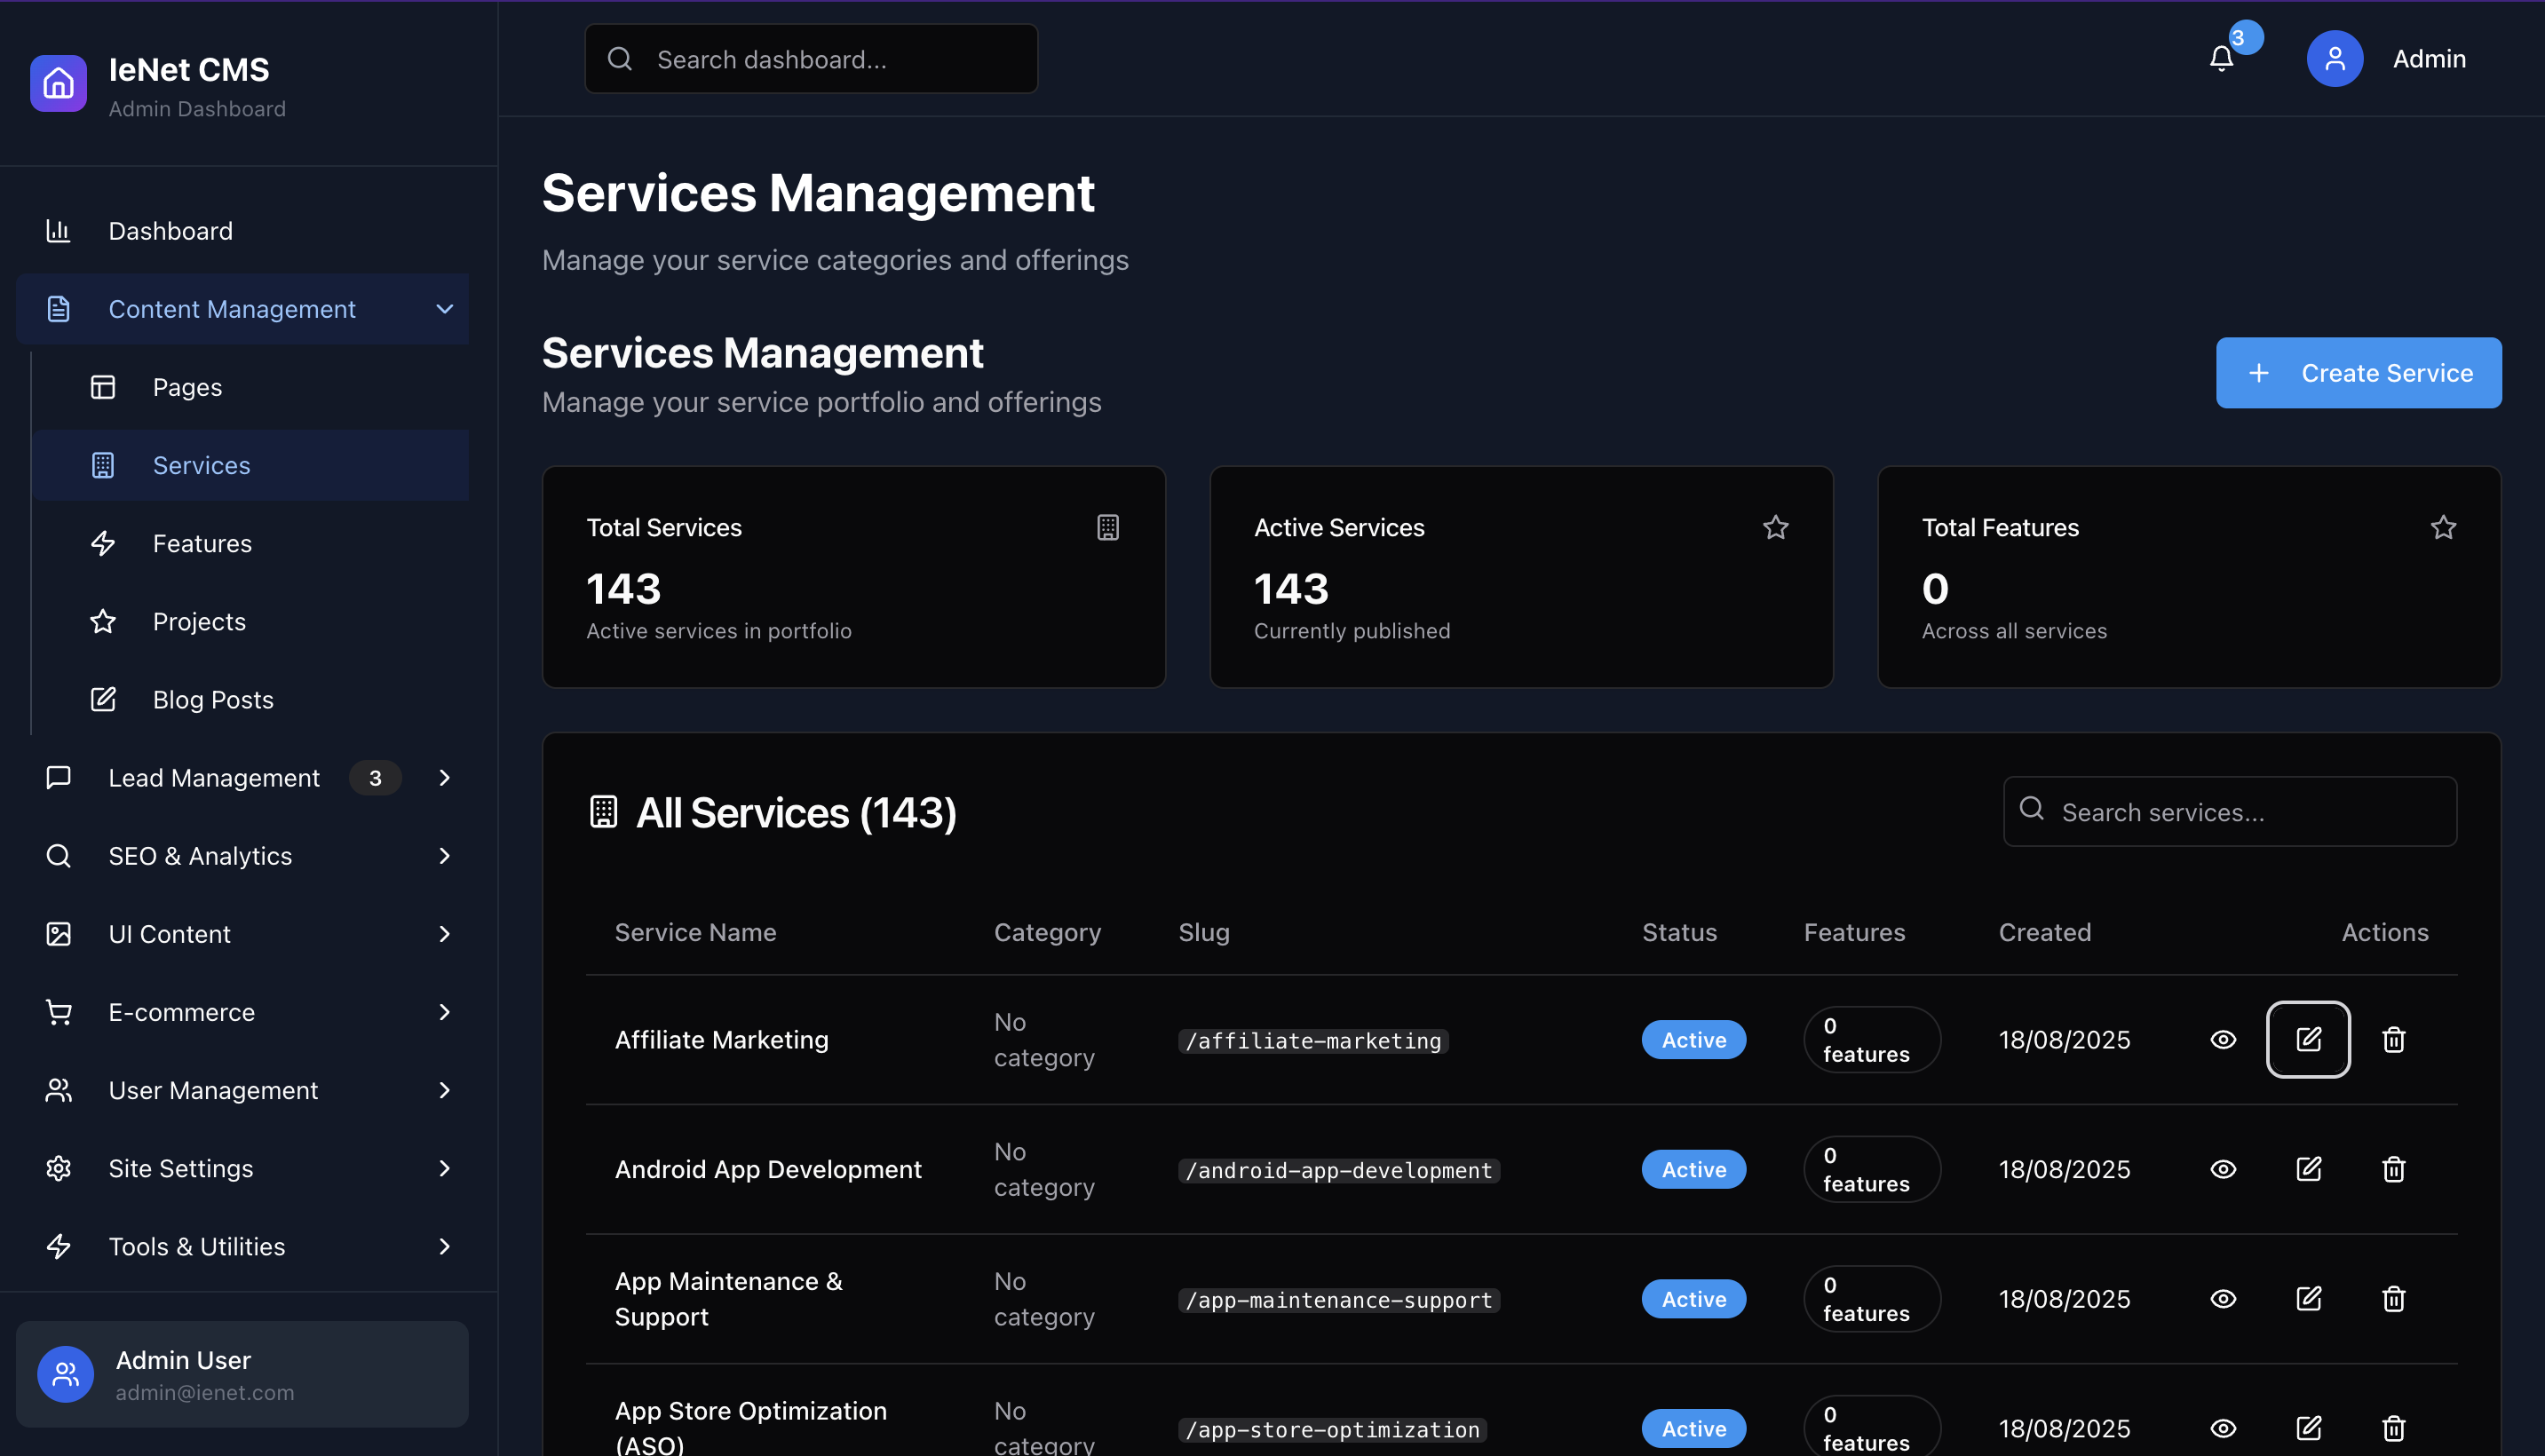 IeNet CMS
Admin Dashboard
Dashboard
Content Management
Pages
Services
Features
Projects
Blog Posts
Lead Management 3
SEO & Analytics
UI Content
E-commerce
User Management
Site Settings
Tools & Utilities
Admin User
admin@ienet.com
Search dashboard...
3
Admin
Services Management
Manage your service categories and offerings
Services Management
Manage your service portfolio and offerings
Create Service
Total Services
143
Active services in portfolio
Active Services
143
Currently published
Total Features
0
Across all services
All Services (143)
Search services...
Service Name Category Slug Status Features Created Actions
Affiliate Marketing
No
category
/affiliate-marketing
Active
0
features
18/08/2025
Android App Development
No
category
/android-app-development
Active
0
features
18/08/2025
App Maintenance &
Support
No
category
/app-maintenance-support
Active
0
features
18/08/2025
App Store Optimization
(ASO)
No
category
/app-store-optimization
Active
0
features
18/08/2025